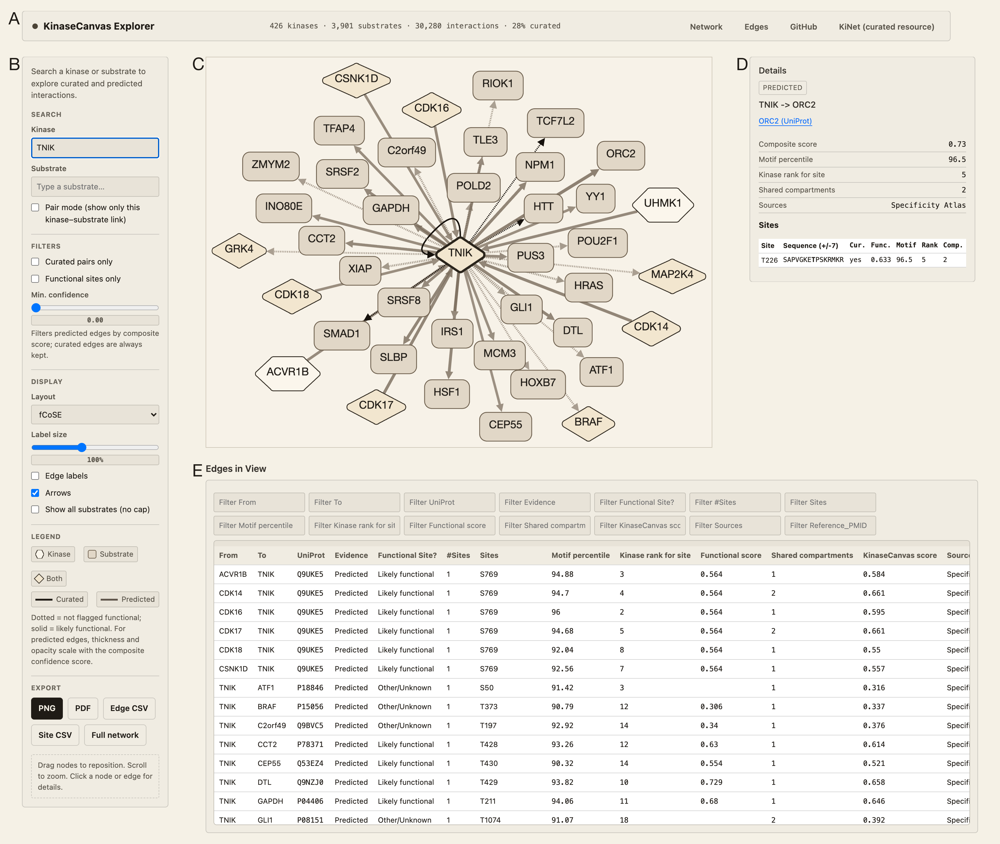 A
KinaseCanvas Explorer
426 kinases · 3,901 substrates · 30,280 interactions · 28% curated
Network Edges GitHub KiNet (curated resource)
B
Search a kinase or substrate to
explore curated and predicted
interactions.
SEARCH
Kinase
TNIK
Substrate
Type a substrate...
Pair mode (show only this
kinase–substrate link)
FILTERS
Curated pairs only
Functional sites only
Min. confidence
0.00
Filters predicted edges by composite
score; curated edges are always
kept.
DISPLAY
Layout
fCoSE
Label size
100%
Edge labels
Arrows
Show all substrates (no cap)
LEGEND
Kinase Substrate
Both
Curated Predicted
Dotted = not flagged functional;
solid = likely functional. For
predicted edges, thickness and
opacity scale with the composite
confidence score.
EXPORT
PNG PDF Edge CSV
Site CSV Full network
Drag nodes to reposition. Scroll
to zoom. Click a node or edge for
details.
C
CSNK1D
RIOK1
CDK16
TCF7L2
TFAP4
TLE3
C2orf49
ORC2
ZMYM2
SRSF2
NPM1
POLD2
YY1
UHMK1
INO80E
GAPDH
HTT
CCT2
POU2F1
GRK4
TNIK
PUS3
XIAP
MAP2K4
HRAS
CDK18
SRSF8
GLI1
SMAD1
IRS1
DTL
CDK14
SLBP
MCM3
ACVR1B
ATF1
HSF1
HOXB7
CDK17
CEP55
BRAF
D
Details
PREDICTED
TNIK -> ORC2
ORC2 (UniProt)
Composite score 0.73
Motif percentile 96.5
Kinase rank for site 5
Shared compartments 2
Sources Specificity Atlas
Sites
Site Sequence (+/-7) Cur. Func. Motif Rank Comp.
T226 SAPVGKETPSKRMKR yes 0.633 96.5 5 2
E
Edges in View
Filter From Filter To Filter UniProt Filter Evidence Filter Functional Site? Filter #Sites Filter Sites
Filter Motif percentile Filter Kinase rank for sit Filter Functional score Filter Shared compartm Filter KinaseCanvas scc Filter Sources Filter Reference_PMID
From To UniProt Evidence Functional Site? #Sites Sites Motif percentile Kinase rank for site Functional score Shared compartments KinaseCanvas score Source
ACVR1B TNIK Q9UKE5 Predicted Likely functional 1 S769 94.88 3 0.564 1 0.584 Specifi
CDK14 TNIK Q9UKE5 Predicted Likely functional 1 S769 94.7 4 0.564 2 0.661 Specifi
CDK16 TNIK Q9UKE5 Predicted Likely functional 1 S769 96 2 0.564 1 0.595 Specifi
CDK17 TNIK Q9UKE5 Predicted Likely functional 1 S769 94.68 5 0.564 2 0.661 Specifi
CDK18 TNIK Q9UKE5 Predicted Likely functional 1 S769 92.04 8 0.564 1 0.55 Specifi
CSNK1D TNIK Q9UKE5 Predicted Likely functional 1 S769 92.56 7 0.564 1 0.557 Specifi
TNIK ATF1 P18846 Predicted Other/Unknown 1 S50 91.42 3 1 0.316 Specifi
TNIK BRAF P15056 Predicted Other/Unknown 1 T373 90.79 12 0.306 1 0.337 Specifi
TNIK C2orf49 Q9BVC5 Predicted Other/Unknown 1 T197 92.92 14 0.34 1 0.376 Specifi
TNIK CCT2 P78371 Predicted Likely functional 1 T428 93.26 12 0.63 1 0.614 Specifi
TNIK CEP55 Q53EZ4 Predicted Likely functional 1 T430 90.32 14 0.554 1 0.521 Specifi
TNIK DTL Q9NZJ0 Predicted Likely functional 1 T429 93.82 10 0.729 1 0.658 Specifi
TNIK GAPDH P04406 Predicted Likely functional 1 T211 94.06 11 0.68 1 0.646 Specifi
TNIK GLI1 P08151 Predicted Other/Unknown 1 T1074 91.07 18 2 0.392 Specifi